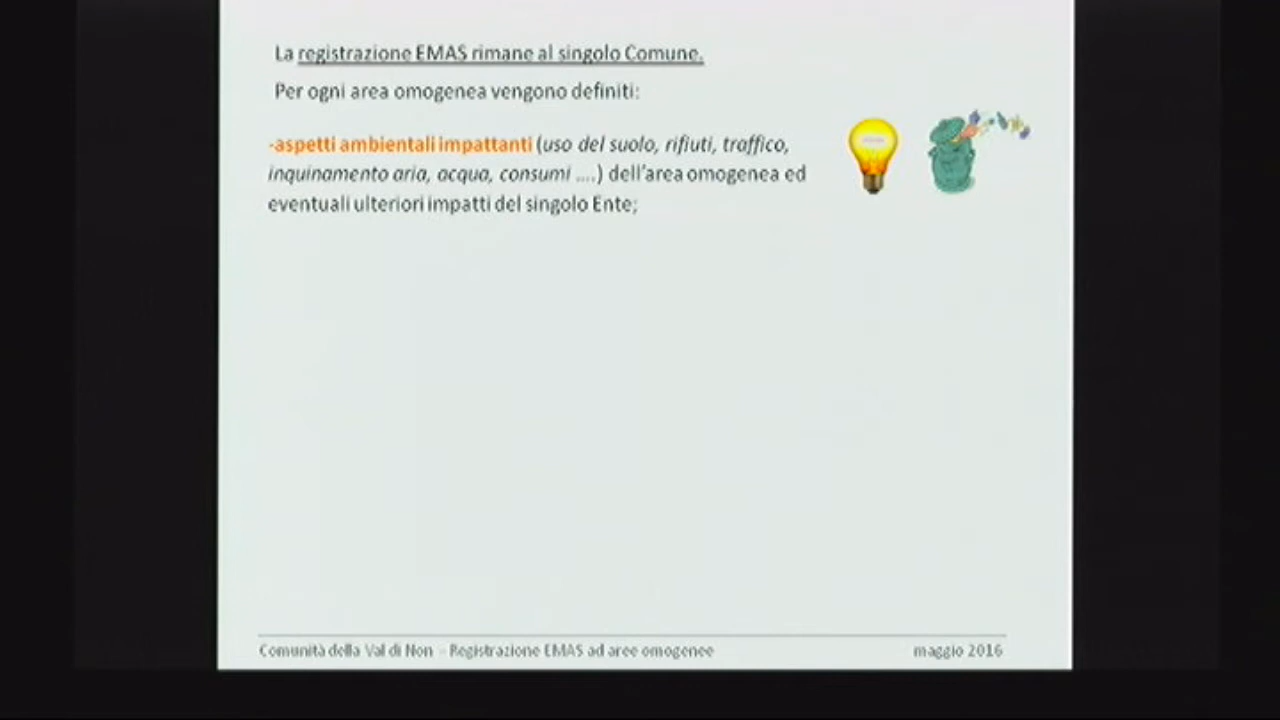 La registrazione EMAS rimane al singolo Comune.
Per ogni area omogenea vengono definiti:
-aspetti ambientali impattanti (uso del suolo, rifiuti, traffico,
inquinamento aria, acqua, consumi ....) dell'area omogenea ed
eventuali ulteriori impatti del singolo Ente;
Comunità della Val di Non – Registrazione EMAS ad aree omogenee
maggio 2016